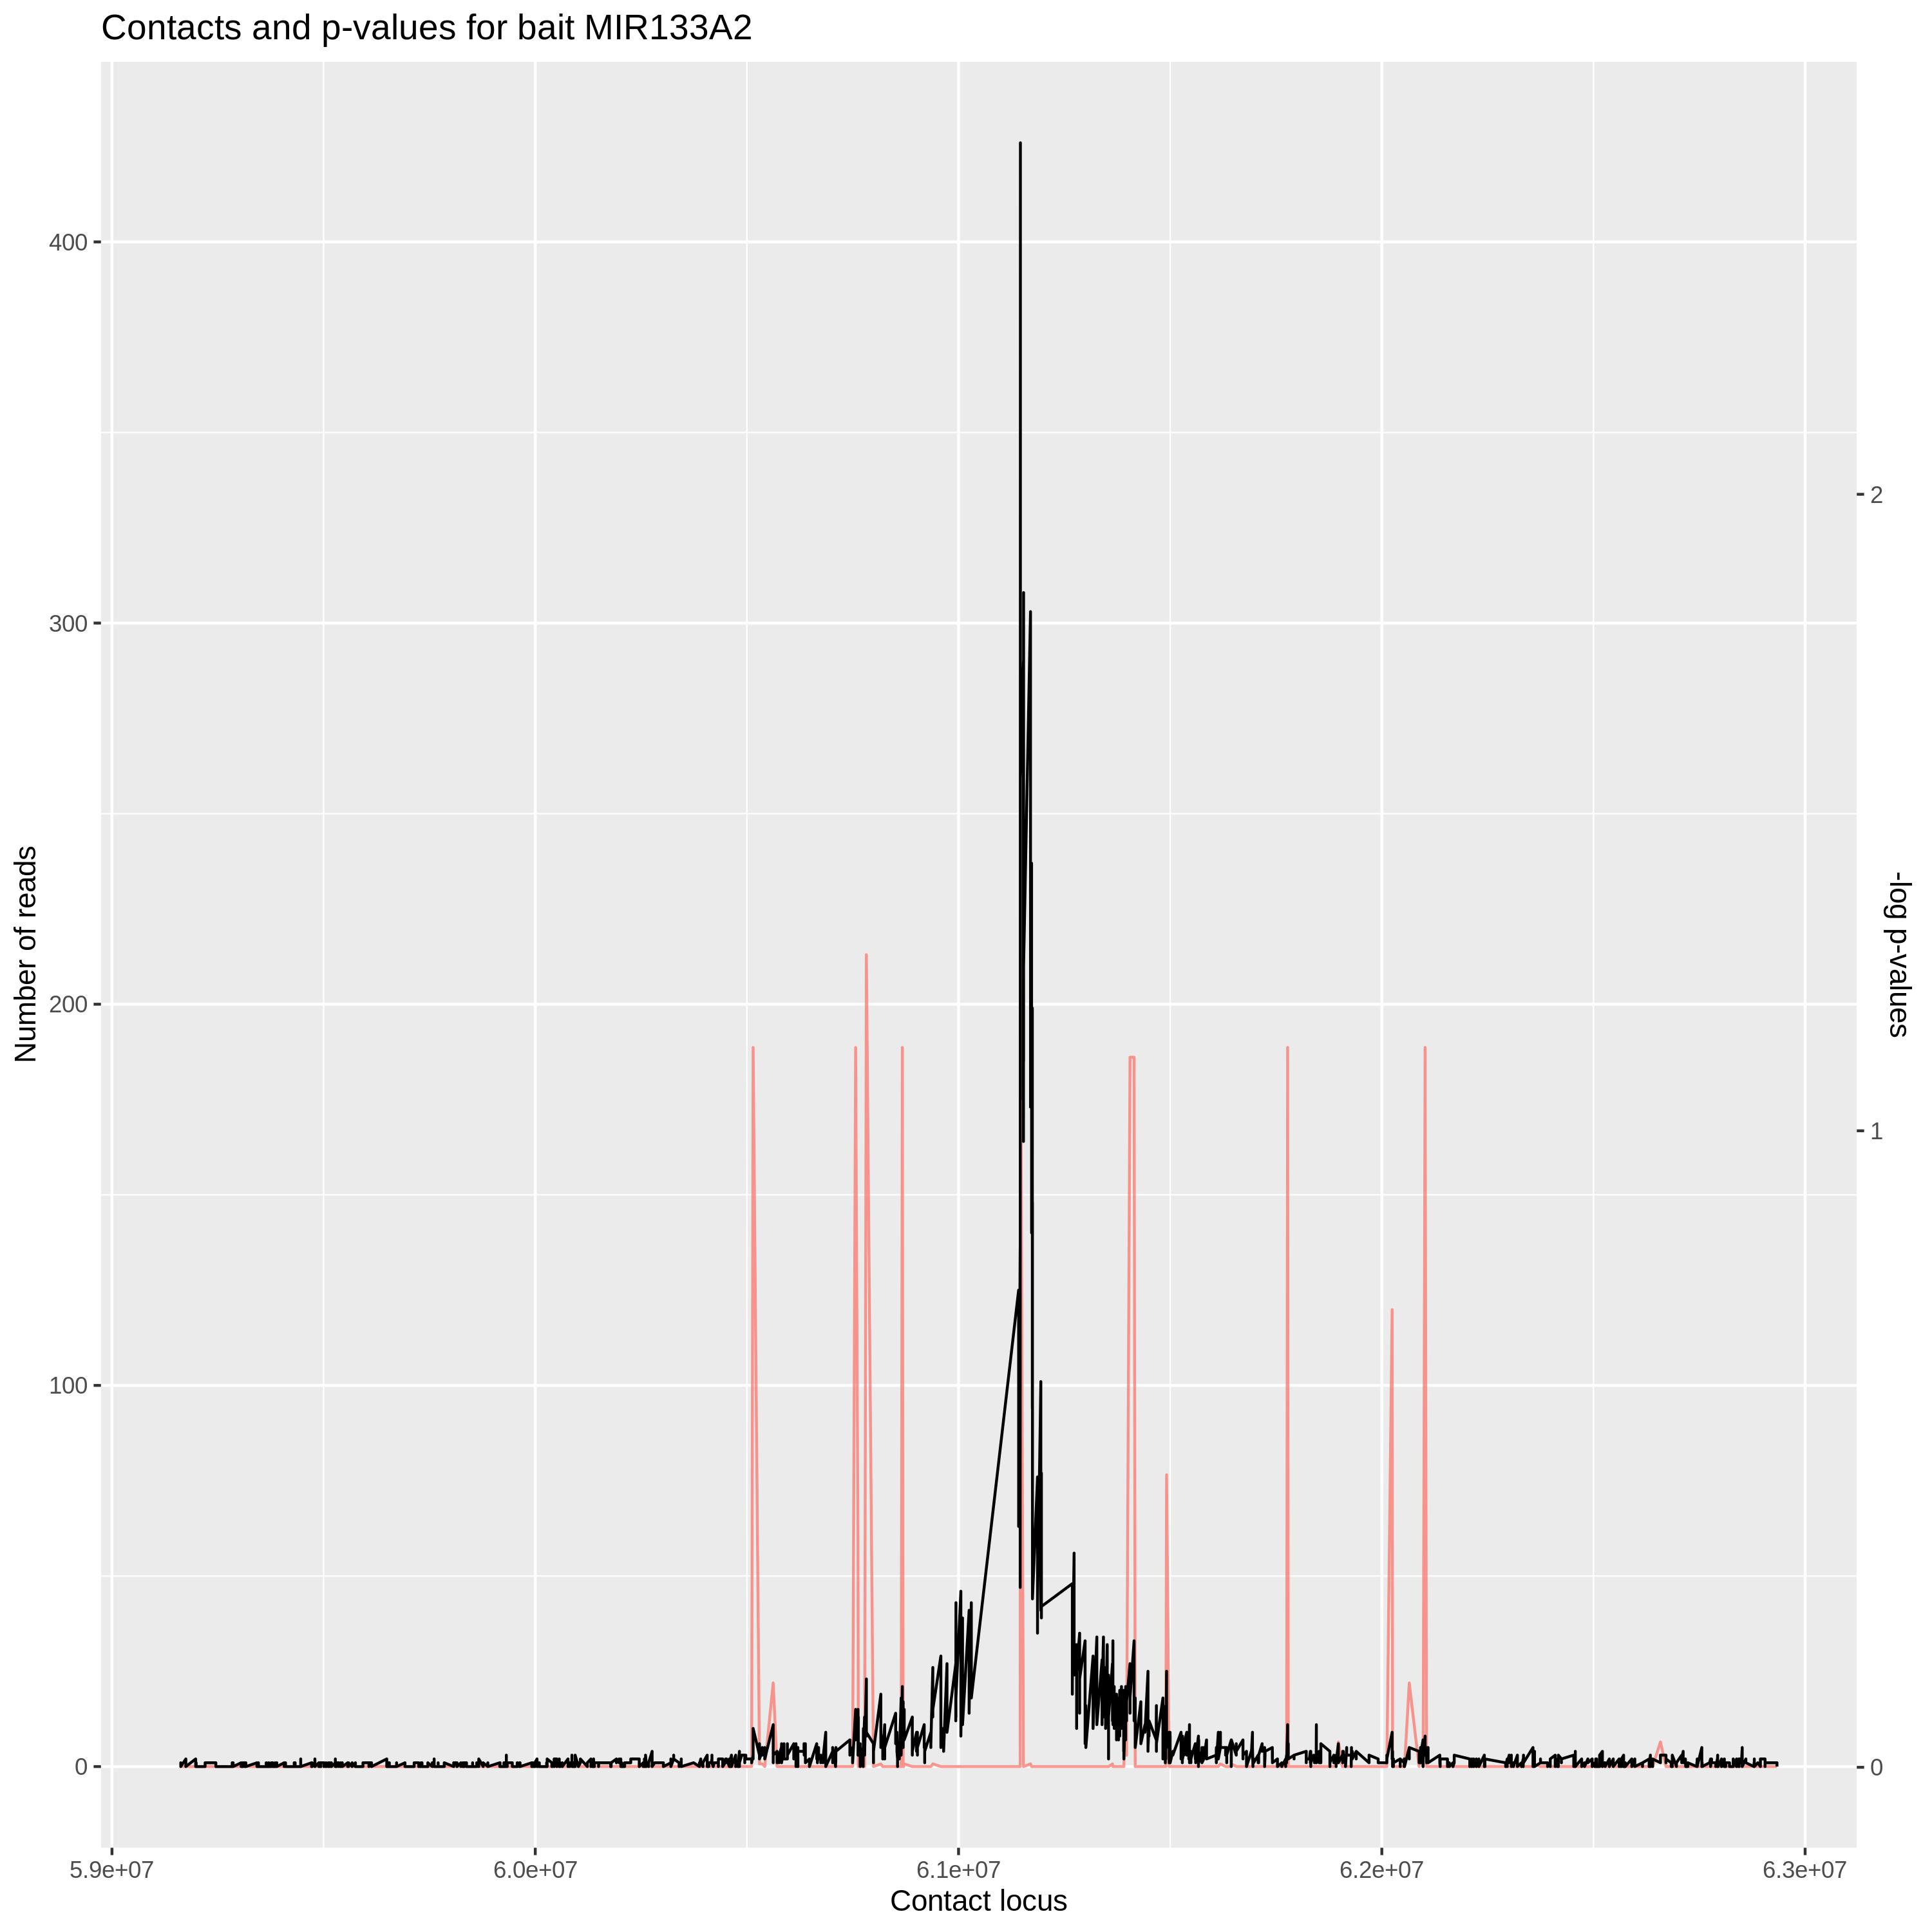 Contacts and p-values for bait MIR133A2
400
300
200
100
0
2
1
0
Number of reads
-log p-values
5.9e+07 6.0e+07 6.1e+07 6.2e+07 6.3e+07
Contact locus